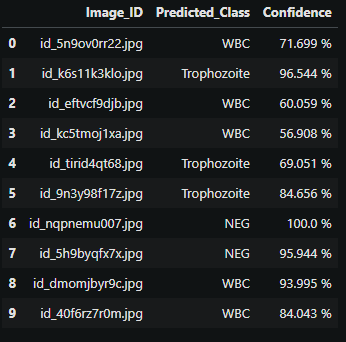 Image_ID Predicted_Class Confidence
0 id_5n9ov0rr22.jpg WBC 71.699 %
1 id_k6s11k3klo.jpg Trophozoite 96.544 %
2 id_eftvcf9djb.jpg WBC 60.059 %
3 id_kc5tmoj1xa.jpg WBC 56.908 %
4 id_tirid4qt68.jpg Trophozoite 69.051 %
5 id_9n3y98f17z.jpg Trophozoite 84.656 %
6 id_nqpnemu007.jpg NEG 100.0 %
7 id_5h9byqfx7x.jpg NEG 95.944 %
8 id_dmomjbyr9c.jpg WBC 93.995 %
9 id_40f6rz7r0m.jpg WBC 84.043 %